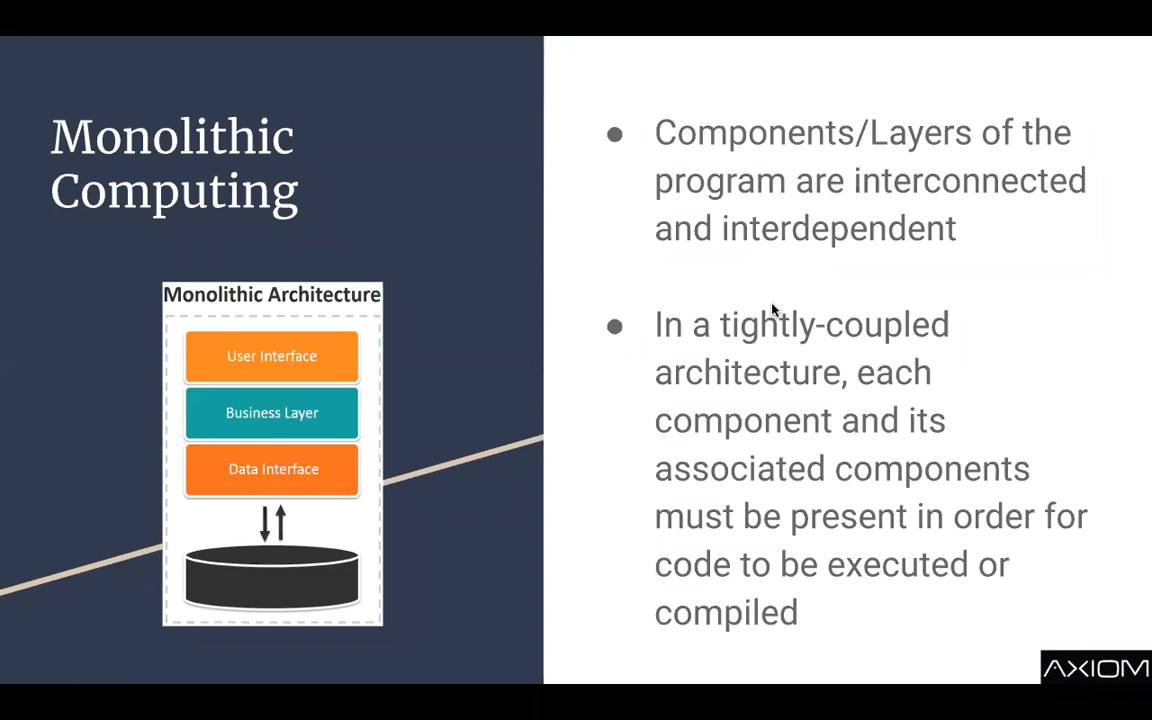 Monolithic
Computing
Monolithic Architecture
User Interface
Business Layer
Data Interface
● Components/Layers of the
program are interconnected
and interdependent
● In a tightly-coupled
architecture, each
component and its
associated components
must be present in order for
code to be executed or
compiled
AXIOM